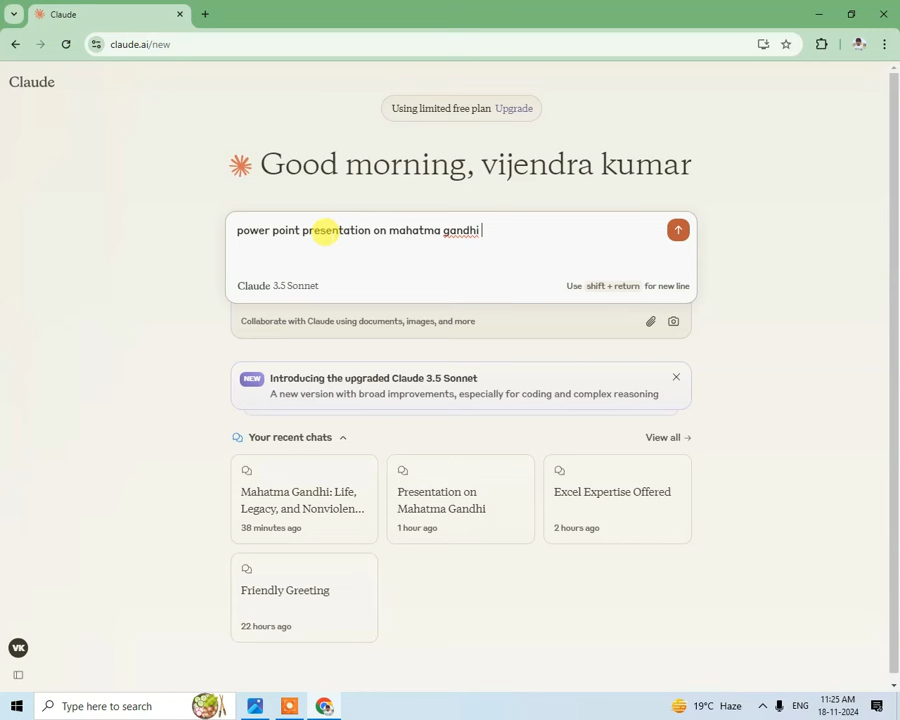 Claude
claude.ai/new
Claude
Using limited free plan Upgrade
Good morning, vijendra kumar
power point presentation on mahatma gandhi
Claude 3.5 Sonnet
Use shift + return for new line
Collaborate with Claude using documents, images, and more
NEW
Introducing the upgraded Claude 3.5 Sonnet
A new version with broad improvements, especially for coding and complex reasoning
Your recent chats
View all →
Mahatma Gandhi: Life,
Legacy, and Nonviolen...
38 minutes ago
Presentation on
Mahatma Gandhi
1 hour ago
Excel Expertise Offered
2 hours ago
Friendly Greeting
22 hours ago
VK
Type here to search
19°C Haze
ENG
11:25 AM
18-11-2024